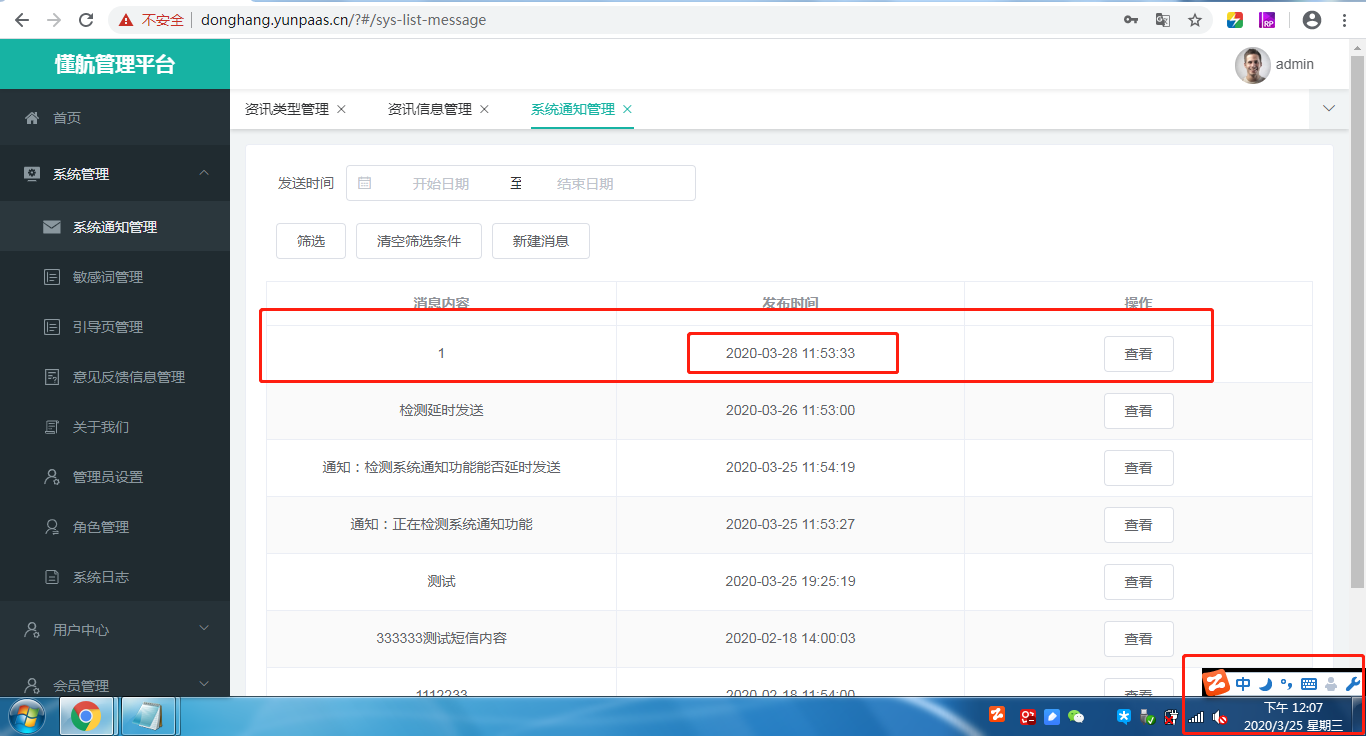 不安全 donghang.yunpaas.cn/?#/sys-list-message
懂航管理平台
admin
首页
系统管理
系统通知管理
敏感词管理
引导页管理
意见反馈信息管理
关于我们
管理员设置
角色管理
系统日志
用户中心
会员管理
资讯类型管理 资讯信息管理 系统通知管理
发送时间 开始日期 至 结束日期
筛选 清空筛选条件 新建消息
消息内容 发布时间 操作
1 2020-03-28 11:53:33 查看
检测延时发送 2020-03-26 11:53:00 查看
通知：检测系统通知功能能否延时发送 2020-03-25 11:54:19 查看
通知：正在检测系统通知功能 2020-03-25 11:53:27 查看
测试 2020-03-25 19:25:19 查看
333333测试短信内容 2020-02-18 14:00:03 查看
1112233 2020-02-18 11:54:00 查看
中
下午 12:07
2020/3/25 星期三